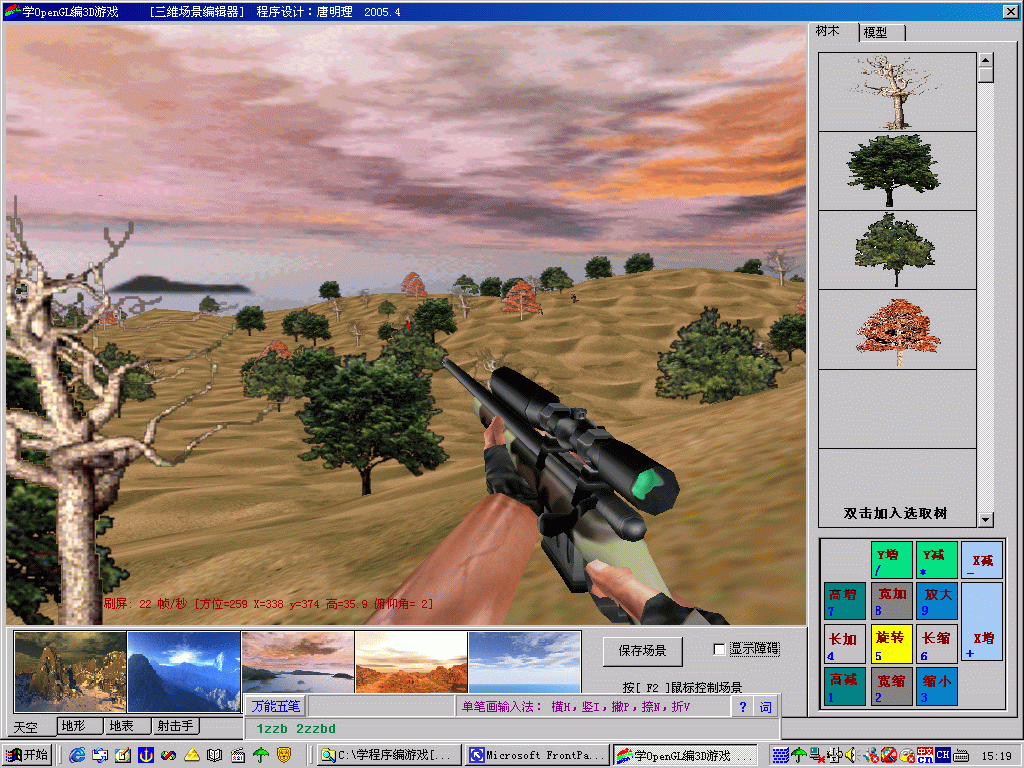 学OpenGL编3D游戏 [三维场景编辑器] 程序设计：唐明理 2005.4
树木 模型
双击加入选取树
Y增 / Y减 * X减 -
高增 7 宽加 8 放大 9
长加 4 旋转 5 长缩 6 X增 +
高减 1 宽缩 2 缩小 3
刷屏: 22 帧/秒 [方位=259 X=338 y=374 高=35.9 俯仰角= 2]
保存场景 显示障碍
按[ F2 ]鼠标控制场景
天空 地形 地表 射击手
万能五笔 单笔画输入法： 横H，竖I，撇P，捺N，折V ? 词
1zzb 2zzbd
开始 C:\学程序编游戏[... Microsoft FrontPa... 学OpenGL编3D游戏 ... 中文 cn CH 15:19